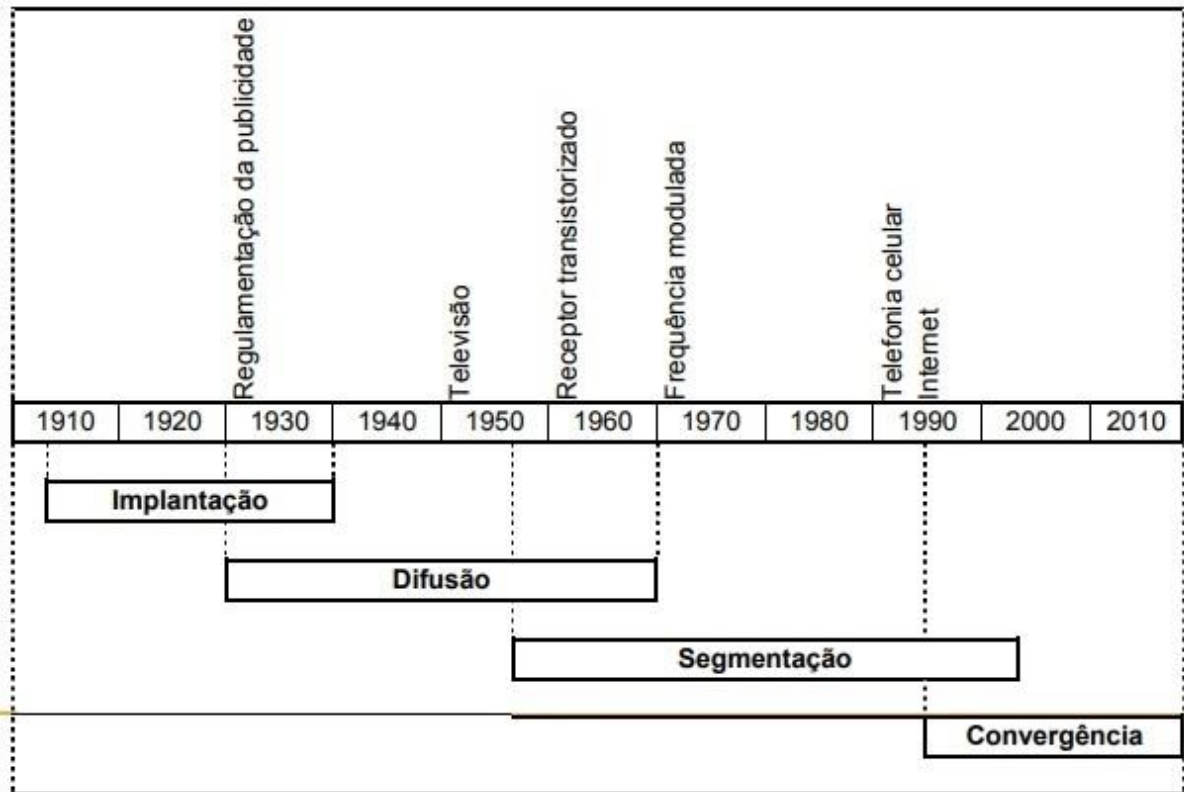 Regulamentação da publicidade
Televisão
Receptor transistorizado
Frequência modulada
Telefonia celular
Internet
1910 1920 1930 1940 1950 1960 1970 1980 1990 2000 2010
Implantação
Difusão
Segmentação
Convergência